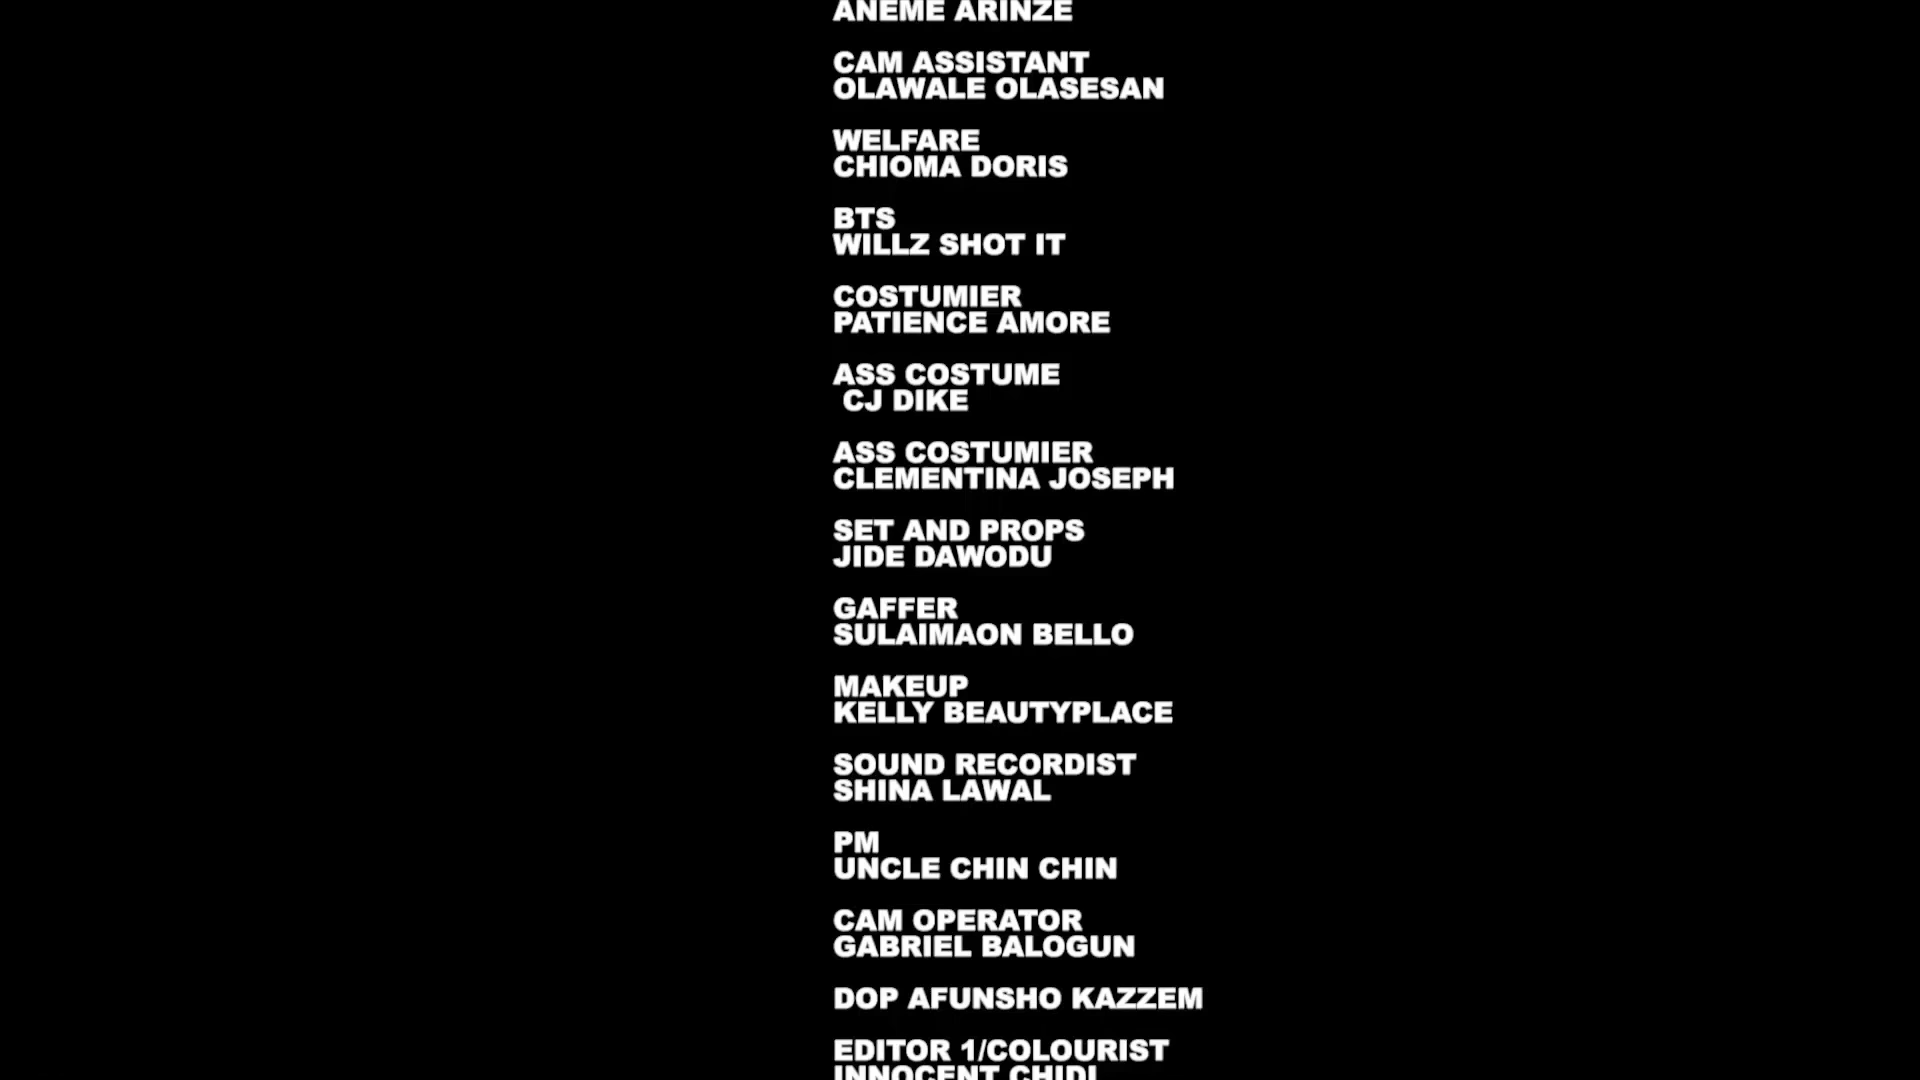 ANEME ARINZE
CAM ASSISTANT
OLAWALE OLASESAN
WELFARE
CHIOMA DORIS
BTS
WILLZ SHOT IT
COSTUMIER
PATIENCE AMORE
ASS COSTUME
CJ DIKE
ASS COSTUMIER
CLEMENTINA JOSEPH
SET AND PROPS
JIDE DAWODU
GAFFER
SULAIMAON BELLO
MAKEUP
KELLY BEAUTYPLACE
SOUND RECORDIST
SHINA LAWAL
PM
UNCLE CHIN CHIN
CAM OPERATOR
GABRIEL BALOGUN
DOP AFUNSHO KAZZEM
EDITOR 1/COLOURIST
INNOCENT CHIDI